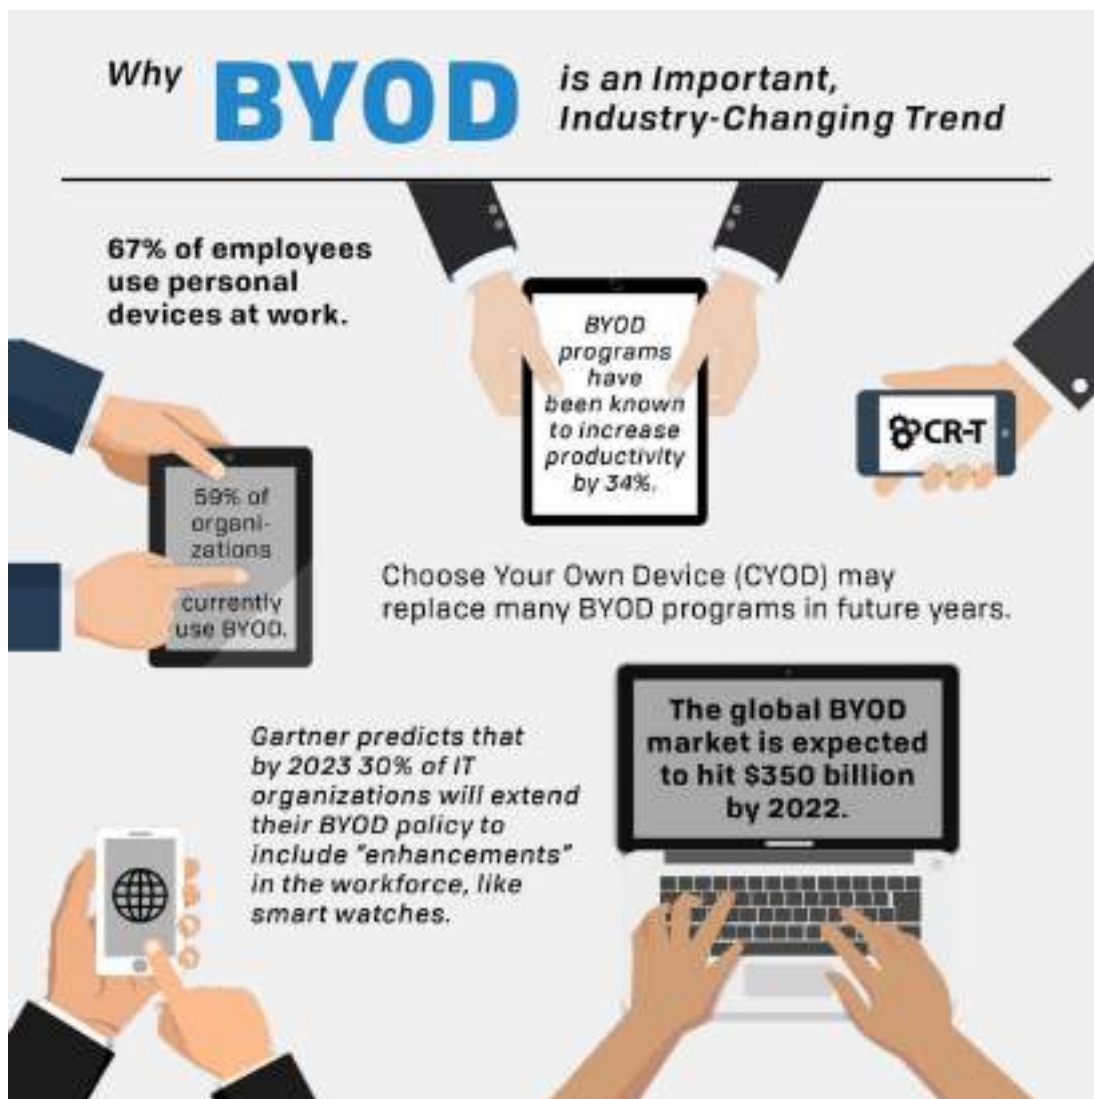 Why BYOD is an Important,
Industry-Changing Trend
67% of employees
use personal
devices at work.
BYOD
programs
have
been known
to increase
productivity
by 34%.
CR-T
59% of
organi-
zations
currently
use BYOD.
Choose Your Own Device (CYOD) may
replace many BYOD programs in future years.
Gartner predicts that
by 2023 30% of IT
organizations will extend
their BYOD policy to
include "enhancements"
in the workforce, like
smart watches.
The global BYOD
market is expected
to hit $350 billion
by 2022.